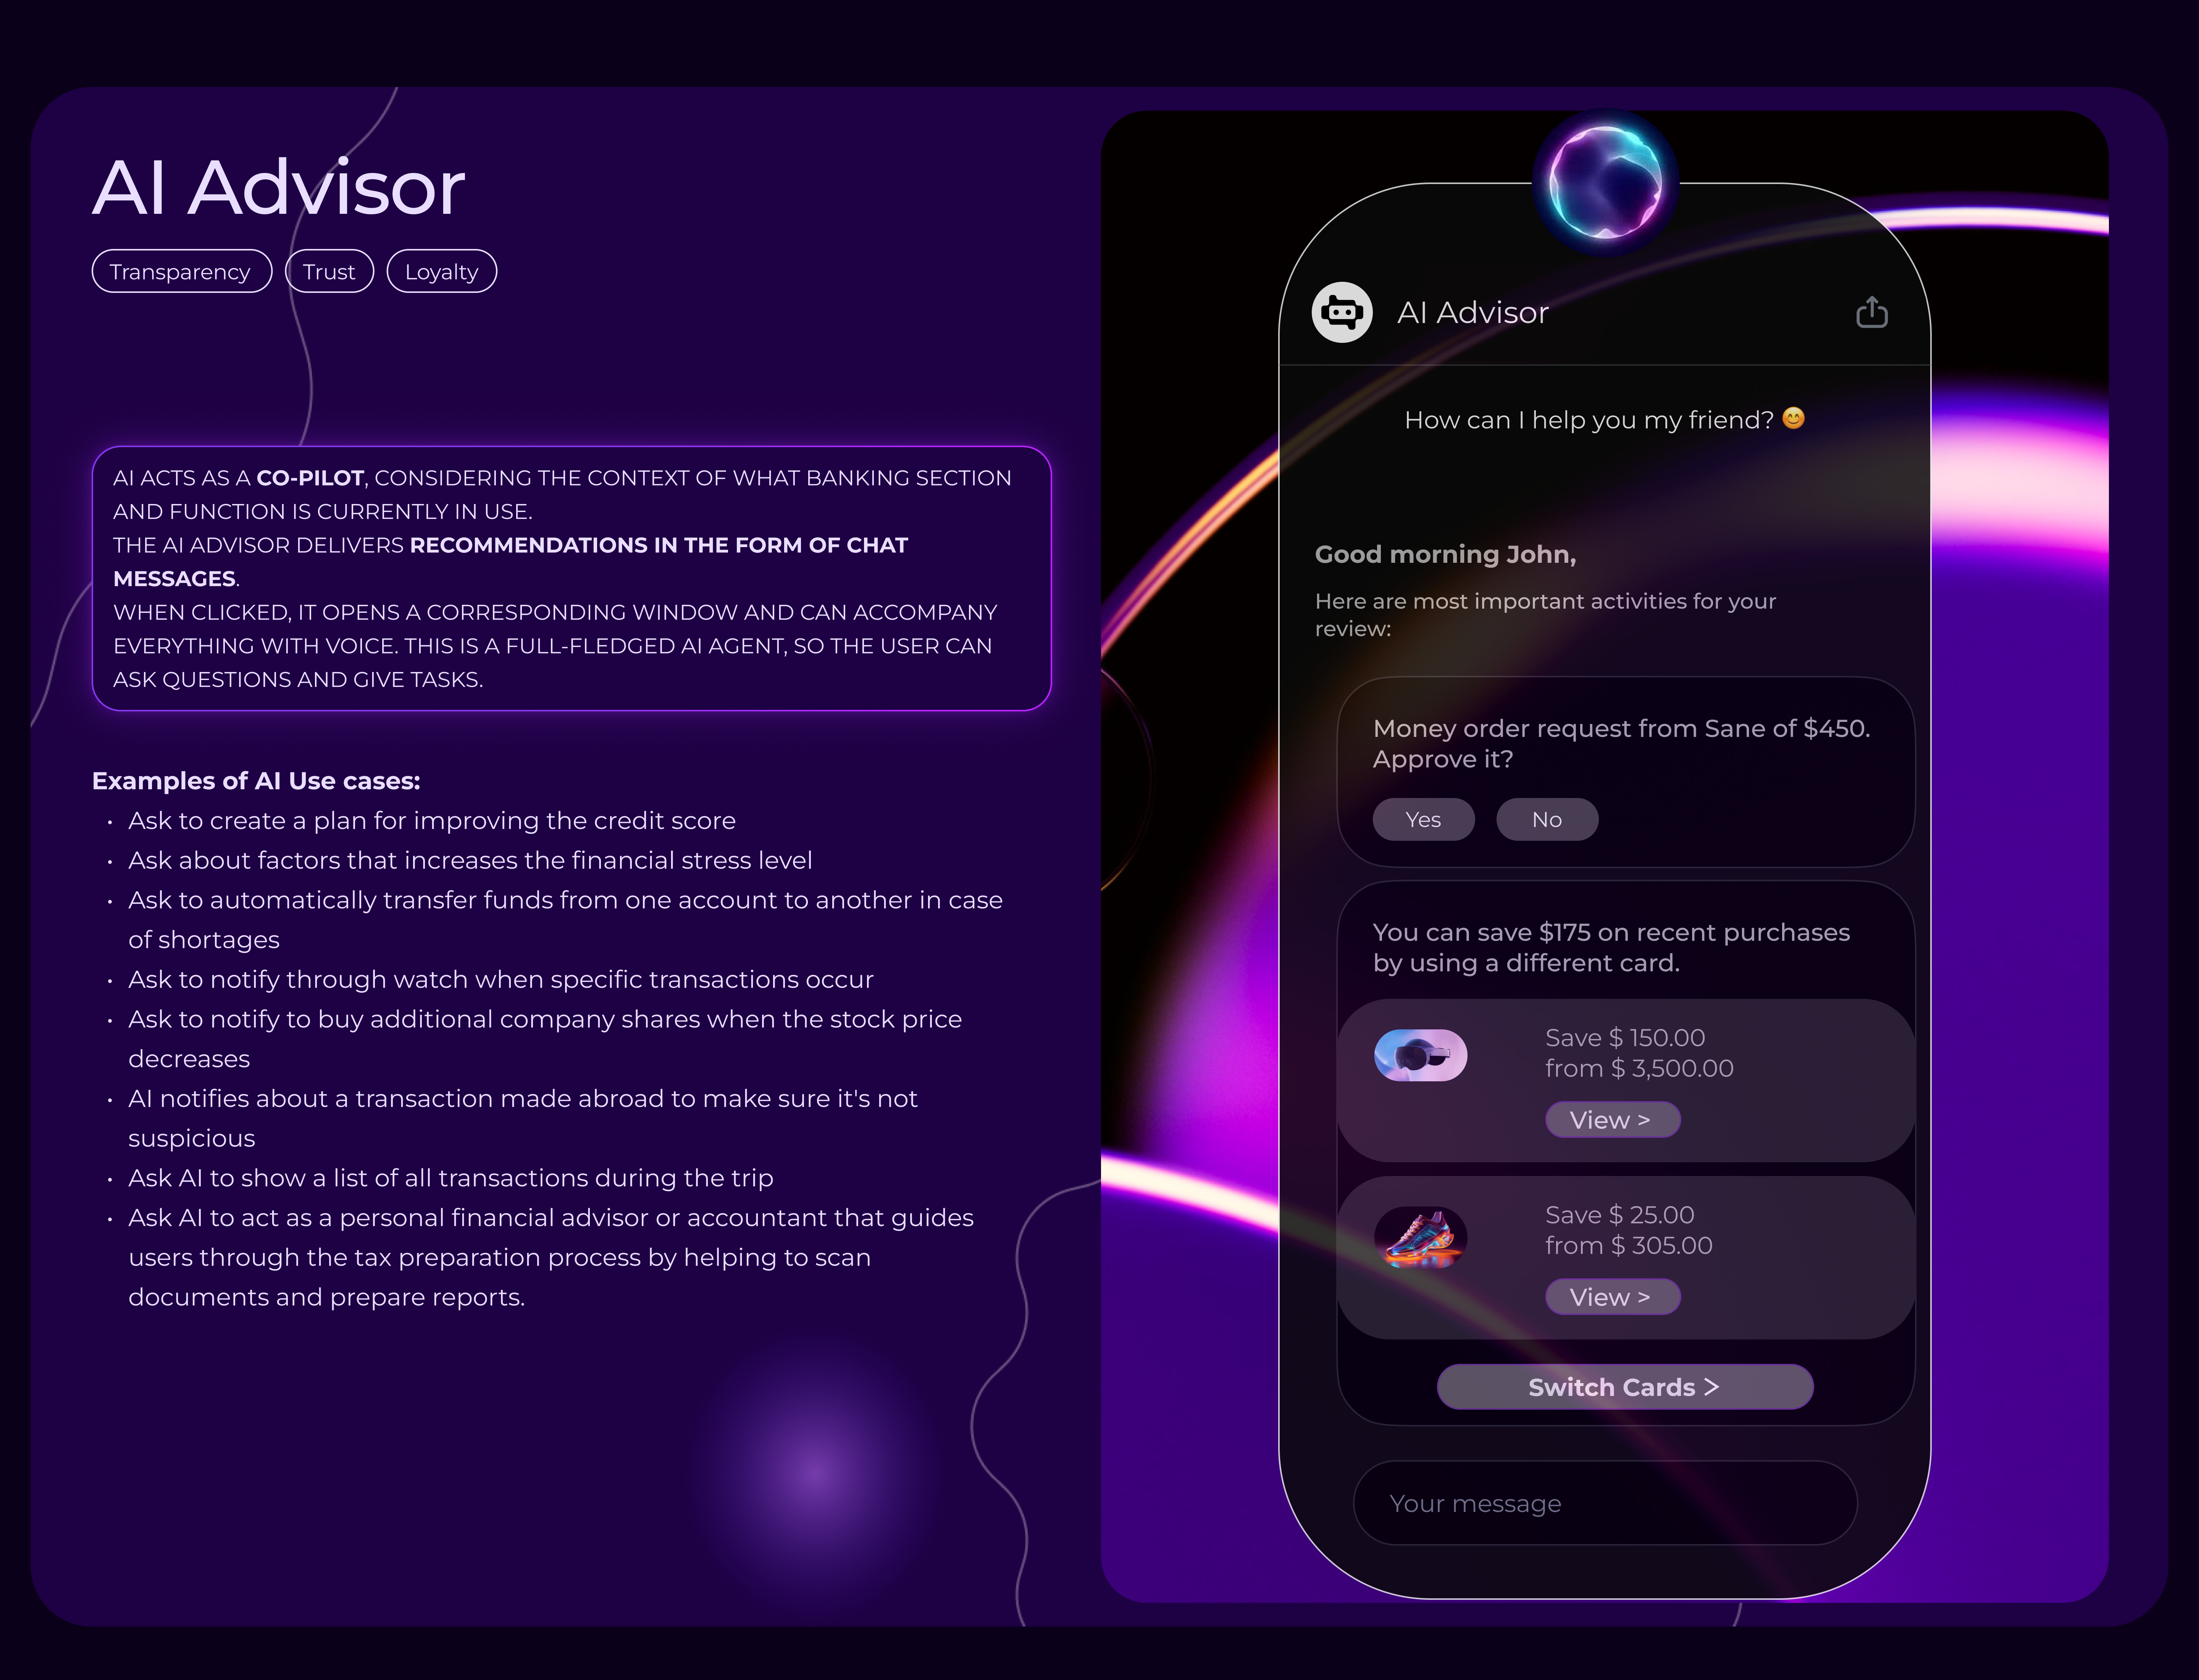 AI Advisor
Transparency
Trust
Loyalty
AI ACTS AS A CO-PILOT, CONSIDERING THE CONTEXT OF WHAT BANKING SECTION
AND FUNCTION IS CURRENTLY IN USE.
THE AI ADVISOR DELIVERS RECOMMENDATIONS IN THE FORM OF CHAT
MESSAGES.
WHEN CLICKED, IT OPENS A CORRESPONDING WINDOW AND CAN ACCOMPANY
EVERYTHING WITH VOICE. THIS IS A FULL-FLEDGED AI AGENT, SO THE USER CAN
ASK QUESTIONS AND GIVE TASKS.
Examples of AI Use cases:
• Ask to create a plan for improving the credit score
• Ask about factors that increases the financial stress level
• Ask to automatically transfer funds from one account to another in case
of shortages
• Ask to notify through watch when specific transactions occur
• Ask to notify to buy additional company shares when the stock price
decreases
• AI notifies about a transaction made abroad to make sure it's not
suspicious
• Ask AI to show a list of all transactions during the trip
• Ask AI to act as a personal financial advisor or accountant that guides
users through the tax preparation process by helping to scan
documents and prepare reports.
AI Advisor
How can I help you my friend? 😊
Good morning John,
Here are most important activities for your
review:
Money order request from Sane of $450.
Approve it?
Yes
No
You can save $175 on recent purchases
by using a different card.
Save $ 150.00
from $ 3,500.00
View >
Save $ 25.00
from $ 305.00
View >
Switch Cards >
Your message